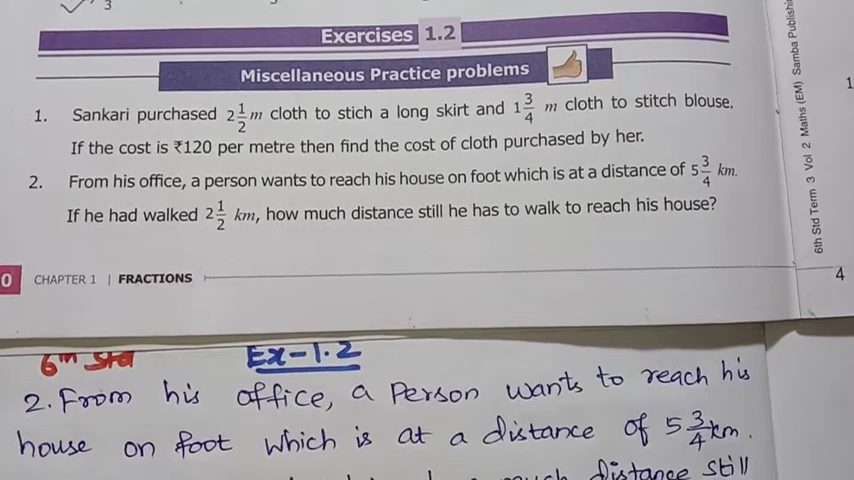 3
Exercises 1.2
Miscellaneous Practice problems
1. Sankari purchased 2 1/2 m cloth to stich a long skirt and 1 3/4 m cloth to stitch blouse.
If the cost is ₹120 per metre then find the cost of cloth purchased by her.
2. From his office, a person wants to reach his house on foot which is at a distance of 5 3/4 km.
If he had walked 2 1/2 km, how much distance still he has to walk to reach his house?
0 CHAPTER 1 | FRACTIONS
6th Std Term 3 Vol 2 Maths (EM) Samba
1
4
6th Std Ex-1.2
2. From his office, a Person wants to reach his
house on foot which is at a distance of 5 3/4 km.
distance still